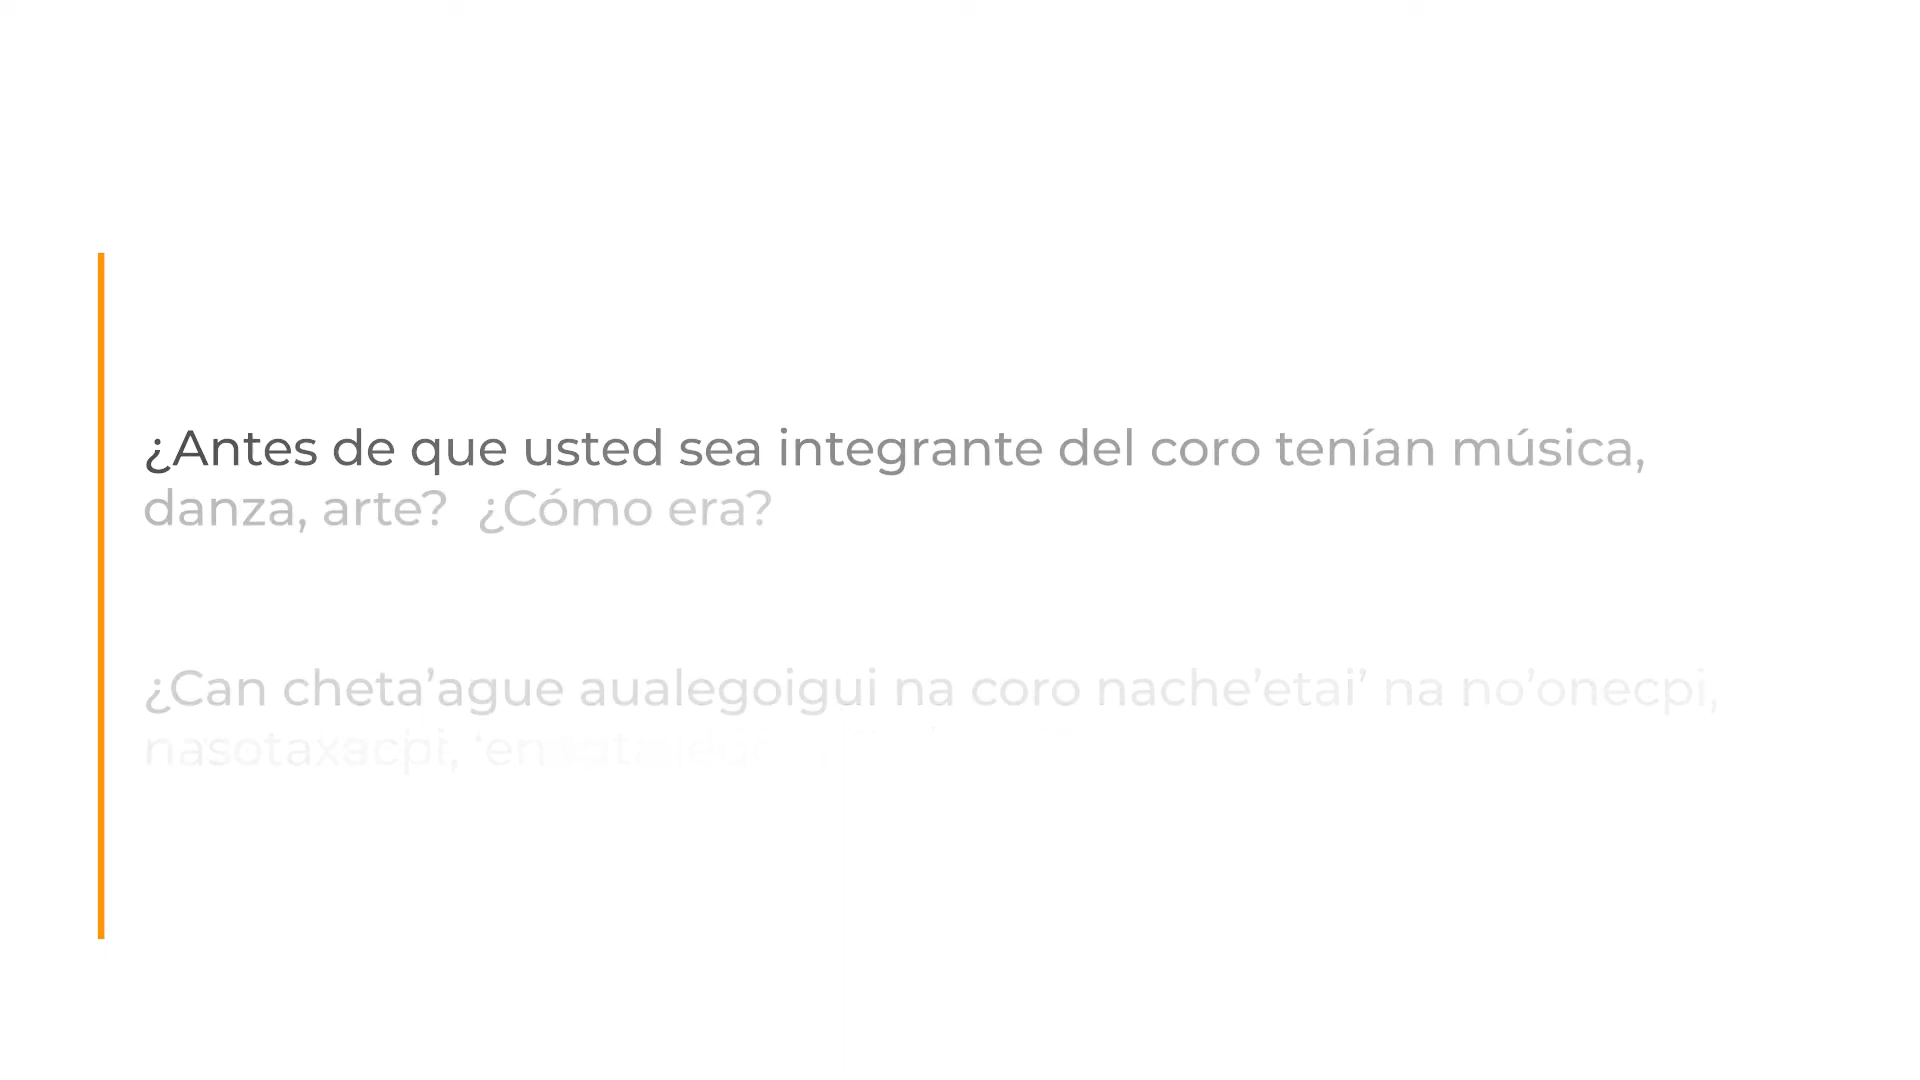 ¿Antes de que usted sea integrante del coro tenían música,
danza, arte?  ¿Cómo era?
¿Can cheta’ague aualegoigui na coro nache’etai’ na no’onecpi,
nasotaxacpi,